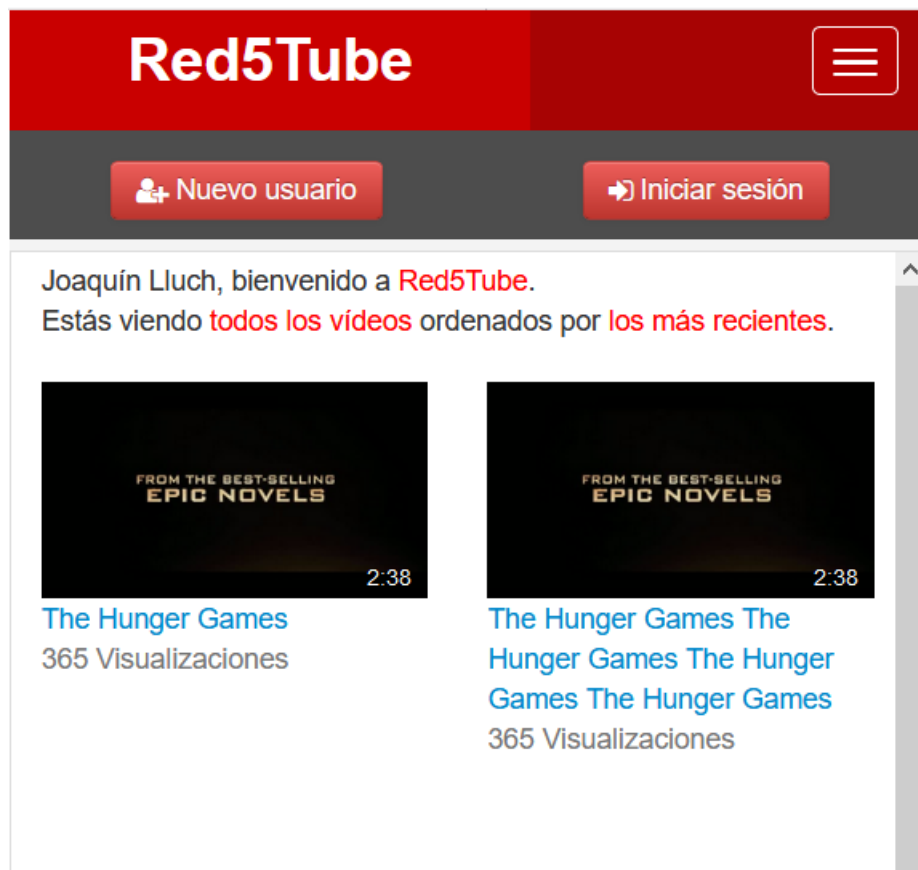 Red5Tube
Nuevo usuario
Iniciar sesión
Joaquín Lluch, bienvenido a Red5Tube.
Estás viendo todos los vídeos ordenados por los más recientes.
FROM THE BEST-SELLING
EPIC NOVELS
2:38
The Hunger Games
365 Visualizaciones
FROM THE BEST-SELLING
EPIC NOVELS
2:38
The Hunger Games The
Hunger Games The Hunger
Games The Hunger Games
365 Visualizaciones